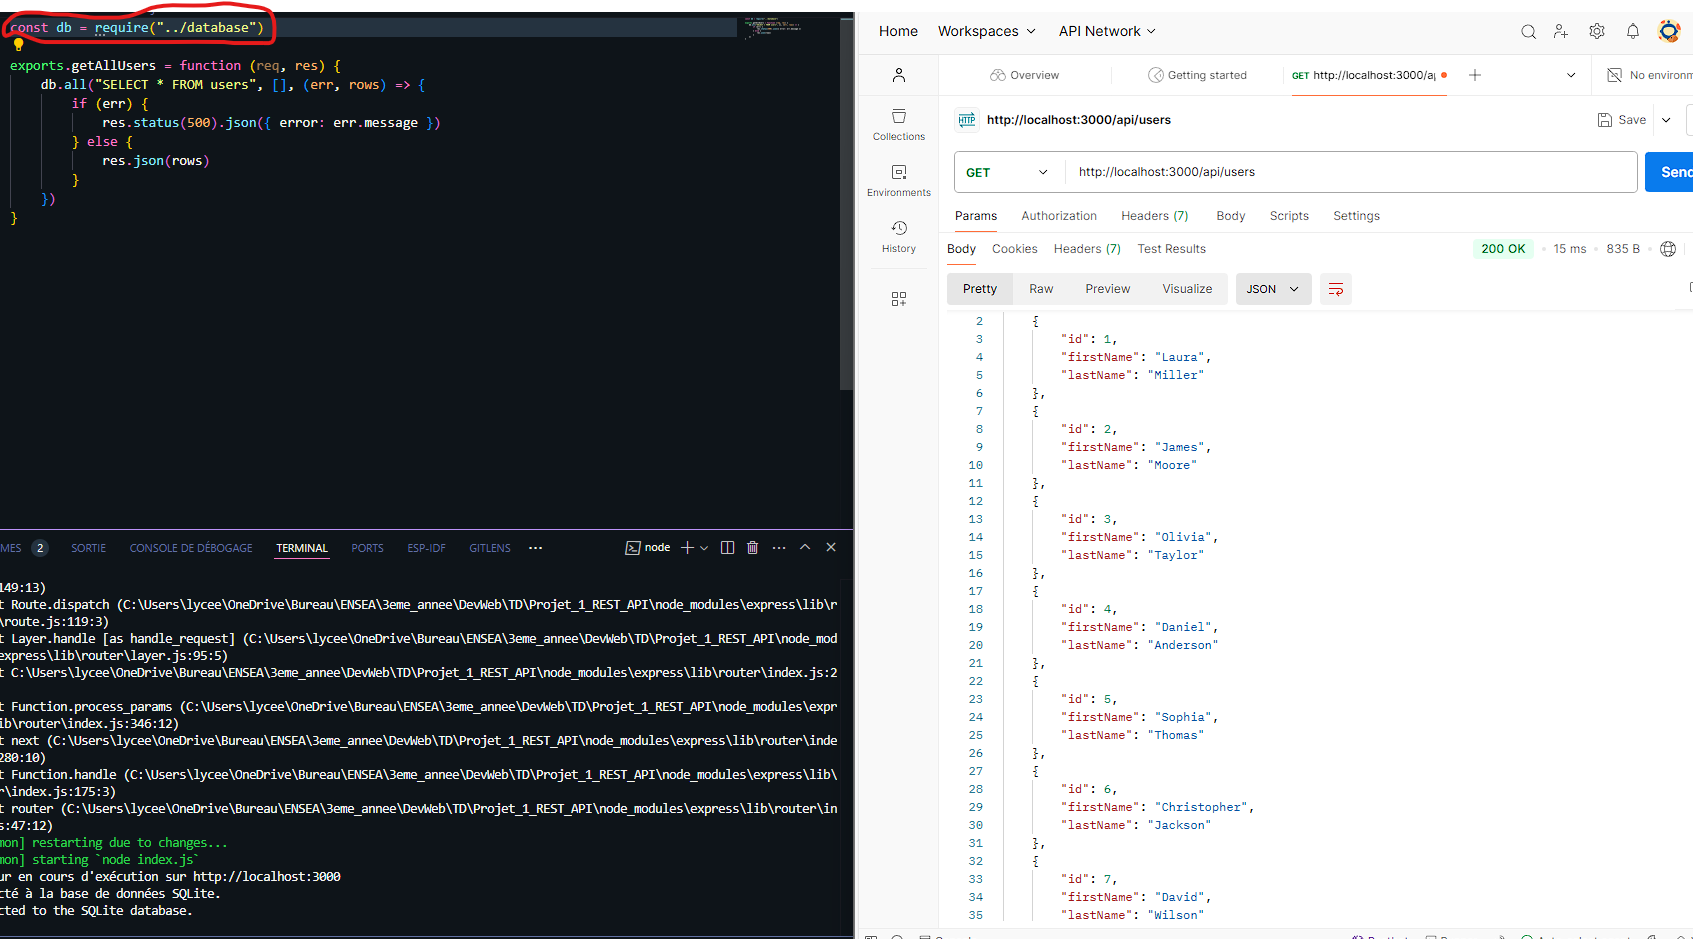 const db = require("../database")
exports.getAllUsers = function (req, res) {
db.all("SELECT * FROM users", [], (err, rows) => {
if (err) {
res.status(500).json({ error: err.message })
} else {
res.json(rows)
}
})
}
MES 2 SORTIE CONSOLE DE DÉBOGAGE TERMINAL PORTS ESP-IDF GITLENS ... node
149:13)
t Route.dispatch (C:\Users\lycee\OneDrive\Bureau\ENSEA\3eme_annee\DevWeb\TD\Projet_1_REST_API\node_modules\express\lib\r
\route.js:119:3)
t Layer.handle [as handle_request] (C:\Users\lycee\OneDrive\Bureau\ENSEA\3eme_annee\DevWeb\TD\Projet_1_REST_API\node_mod
express\lib\router\layer.js:95:5)
t C:\Users\lycee\OneDrive\Bureau\ENSEA\3eme_annee\DevWeb\TD\Projet_1_REST_API\node_modules\express\lib\router\index.js:2
t Function.process_params (C:\Users\lycee\OneDrive\Bureau\ENSEA\3eme_annee\DevWeb\TD\Projet_1_REST_API\node_modules\expr
ib\router\index.js:346:12)
t next (C:\Users\lycee\OneDrive\Bureau\ENSEA\3eme_annee\DevWeb\TD\Projet_1_REST_API\node_modules\express\lib\router\inde
280:10)
t Function.handle (C:\Users\lycee\OneDrive\Bureau\ENSEA\3eme_annee\DevWeb\TD\Projet_1_REST_API\node_modules\express\lib\
r\index.js:175:3)
t router (C:\Users\lycee\OneDrive\Bureau\ENSEA\3eme_annee\DevWeb\TD\Projet_1_REST_API\node_modules\express\lib\router\in
s:47:12)
mon] restarting due to changes...
mon] starting `node index.js`
ur en cours d'exécution sur http://localhost:3000
cté à la base de données SQLite.
cted to the SQLite database.
Home Workspaces API Network
Overview Getting started GET http://localhost:3000/a No environm
Collections
Environments
History
HTTP http://localhost:3000/api/users Save
GET http://localhost:3000/api/users Send
Params Authorization Headers (7) Body Scripts Settings
Body Cookies Headers (7) Test Results 200 OK 15 ms 835 B
Pretty Raw Preview Visualize JSON
2 {
3 "id": 1,
4 "firstName": "Laura",
5 "lastName": "Miller"
6 },
7 {
8 "id": 2,
9 "firstName": "James",
10 "lastName": "Moore"
11 },
12 {
13 "id": 3,
14 "firstName": "Olivia",
15 "lastName": "Taylor"
16 },
17 {
18 "id": 4,
19 "firstName": "Daniel",
20 "lastName": "Anderson"
21 },
22 {
23 "id": 5,
24 "firstName": "Sophia",
25 "lastName": "Thomas"
26 },
27 {
28 "id": 6,
29 "firstName": "Christopher",
30 "lastName": "Jackson"
31 },
32 {
33 "id": 7,
34 "firstName": "David",
35 "lastName": "Wilson"